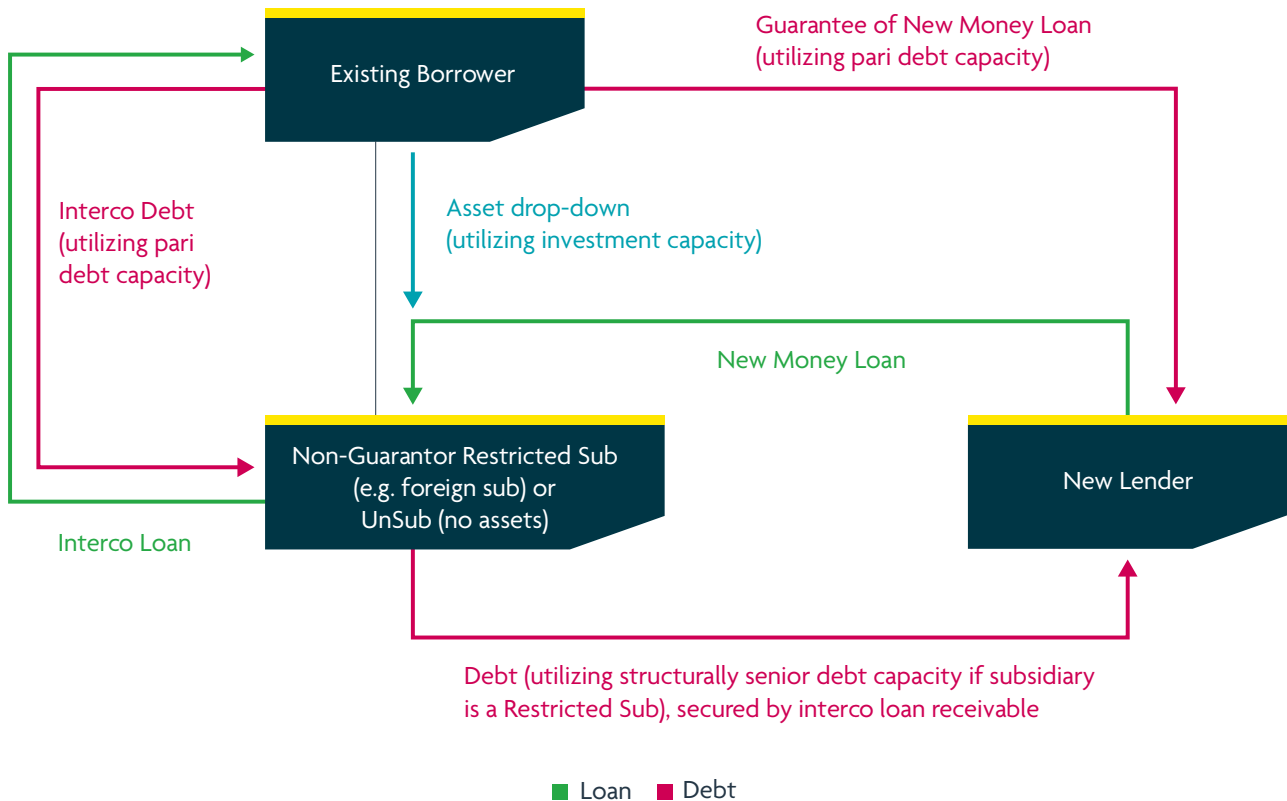 Guarantee of New Money Loan
(utilizing pari debt capacity)
Existing Borrower
Interco Debt
(utilizing pari
debt capacity)
Asset drop-down
(utilizing investment capacity)
New Money Loan
Non-Guarantor Restricted Sub
(e.g. foreign sub) or
UnSub (no assets)
New Lender
Interco Loan
Debt (utilizing structurally senior debt capacity if subsidiary
is a Restricted Sub), secured by interco loan receivable
Loan
Debt